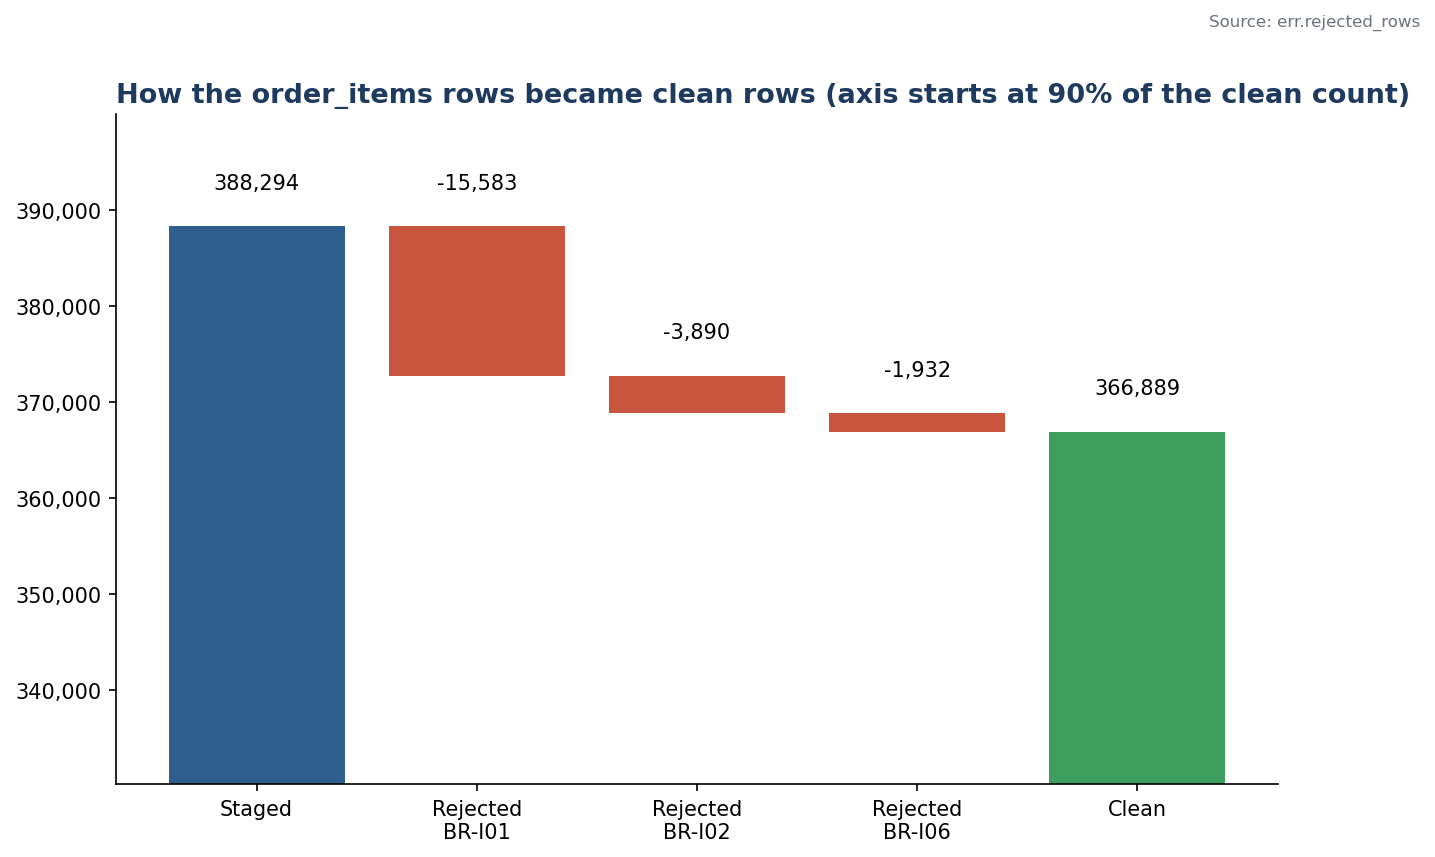 Source: err.rejected_rows
How the order_items rows became clean rows (axis starts at 90% of the clean count)
388,294
-15,583
-3,890
-1,932
366,889
390,000
380,000
370,000
360,000
350,000
340,000
Staged
Rejected
BR-I01
Rejected
BR-I02
Rejected
BR-I06
Clean